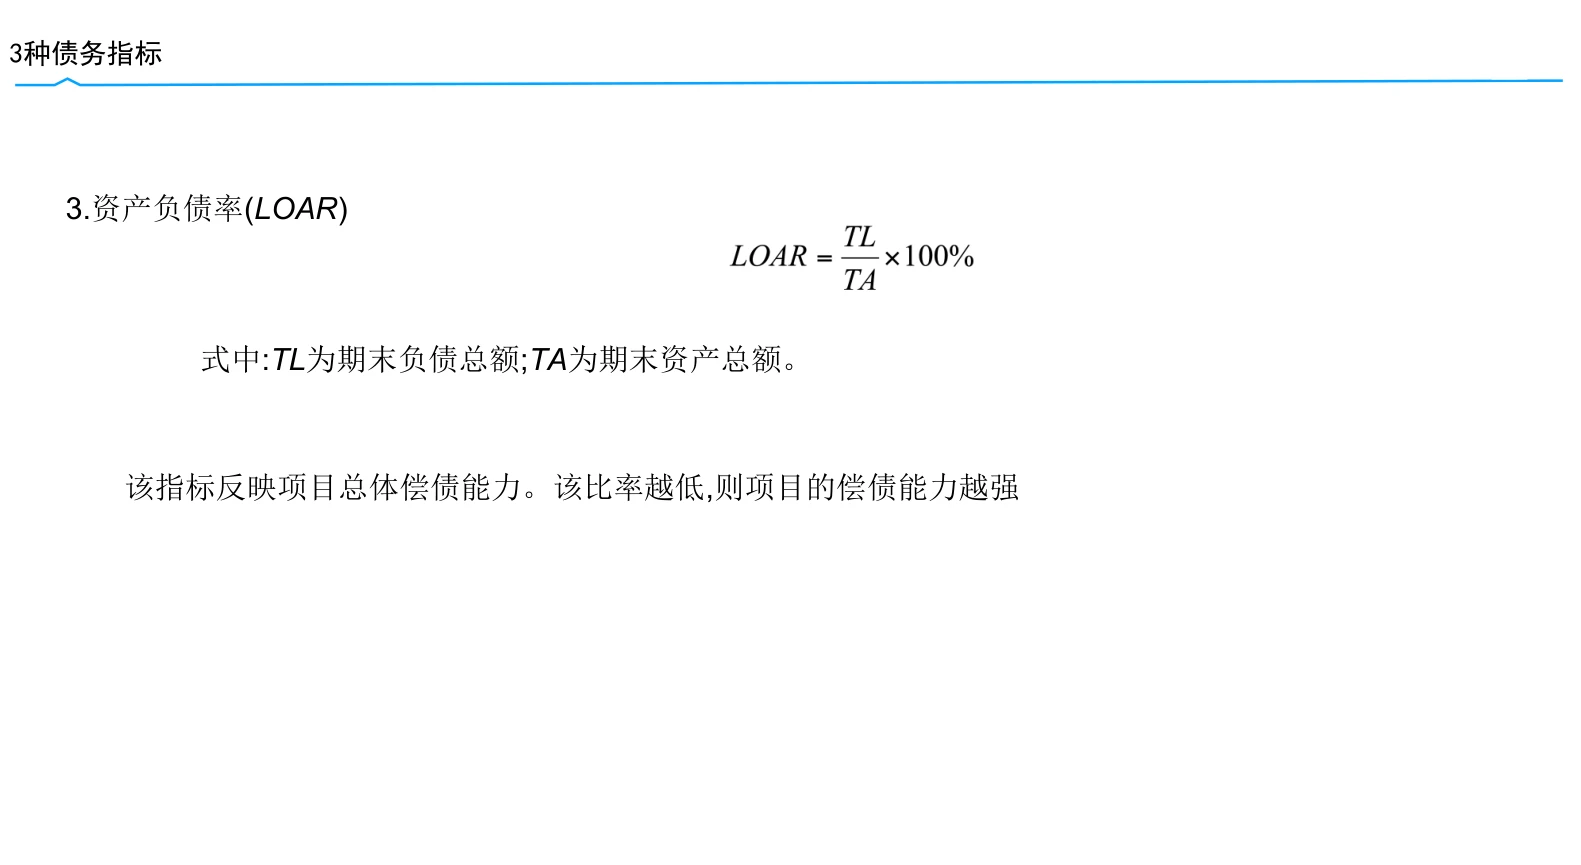 3种债务指标
3.资产负债率(LOAR)
LOAR = TL/TA ×100%
式中:TL为期末负债总额;TA为期末资产总额。
该指标反映项目总体偿债能力。该比率越低,则项目的偿债能力越强